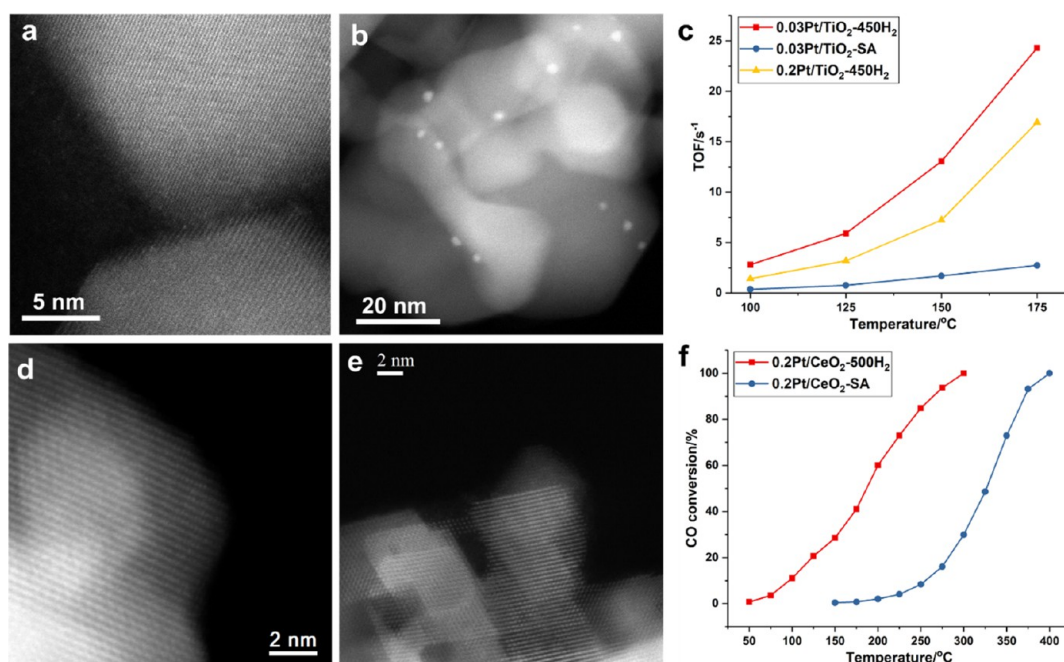 a
5 nm
b
20 nm
c
0.03Pt/TiO₂-450H₂
0.03Pt/TiO₂-SA
0.2Pt/TiO₂-450H₂
TOF/s⁻¹
25
20
15
10
5
0
100
125
150
175
Temperature/°C
d
2 nm
e
2 nm
f
0.2Pt/CeO₂-500H₂
0.2Pt/CeO₂-SA
CO conversion/%
100
80
60
40
20
0
50
100
150
200
250
300
350
400
Temperature/°C